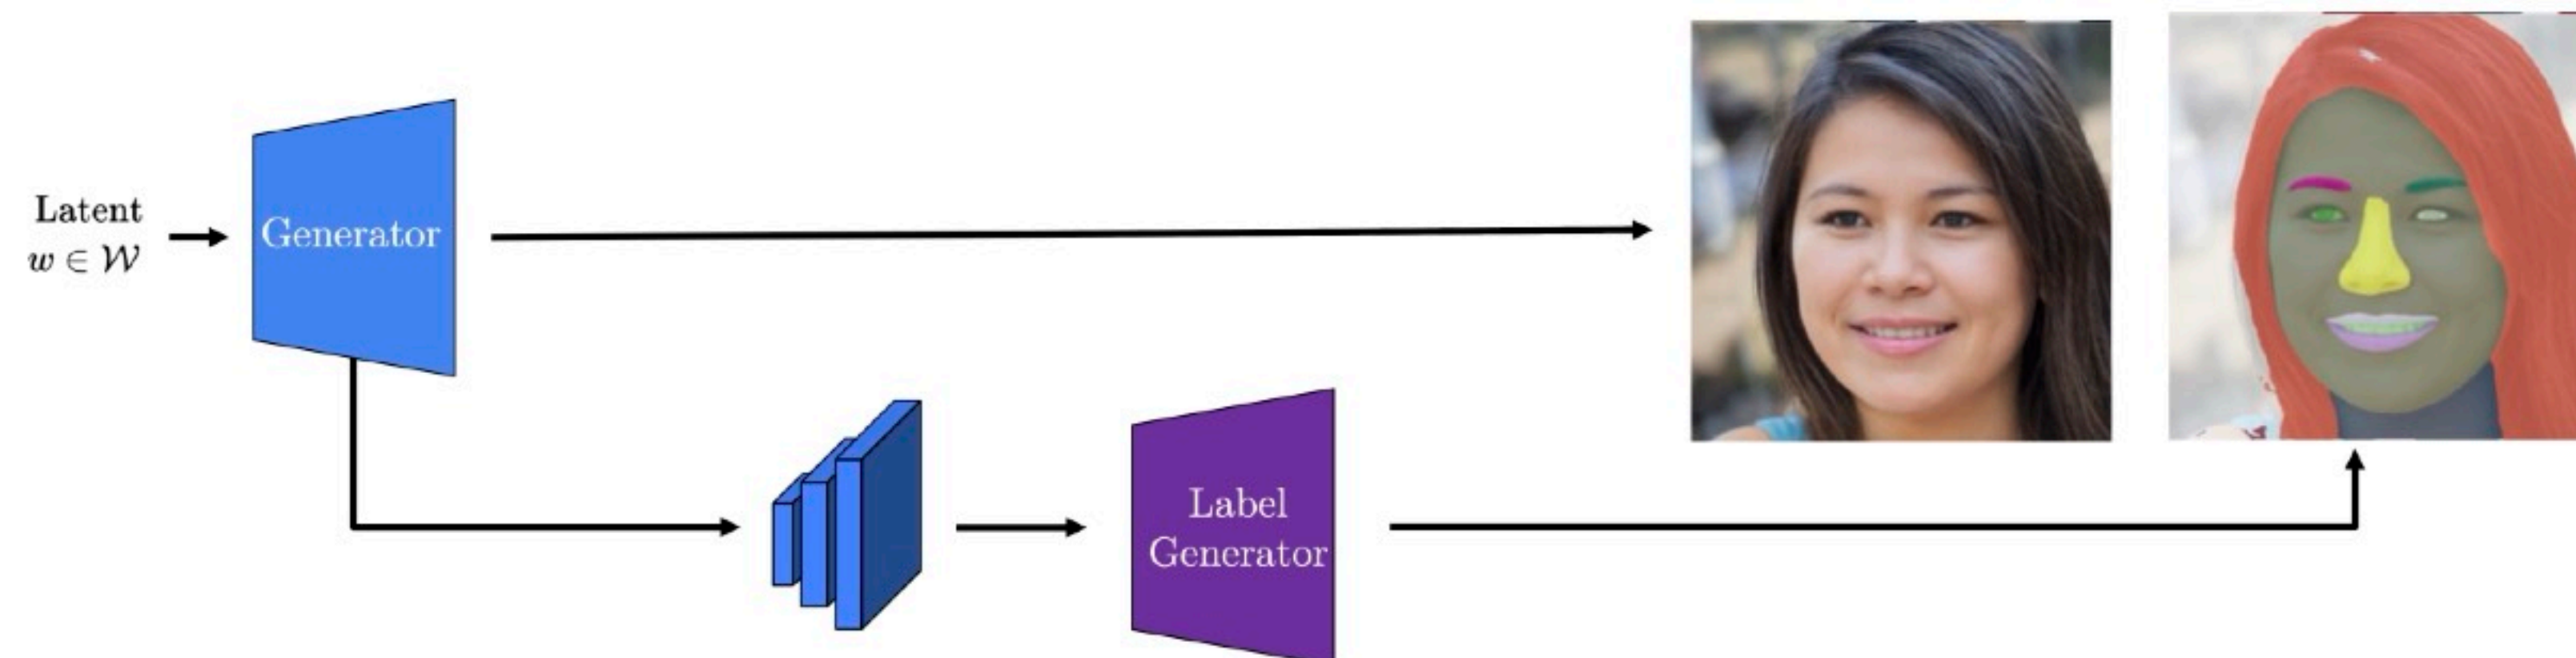 Latent
w ∈ 𝒲
Generator
Label
Generator